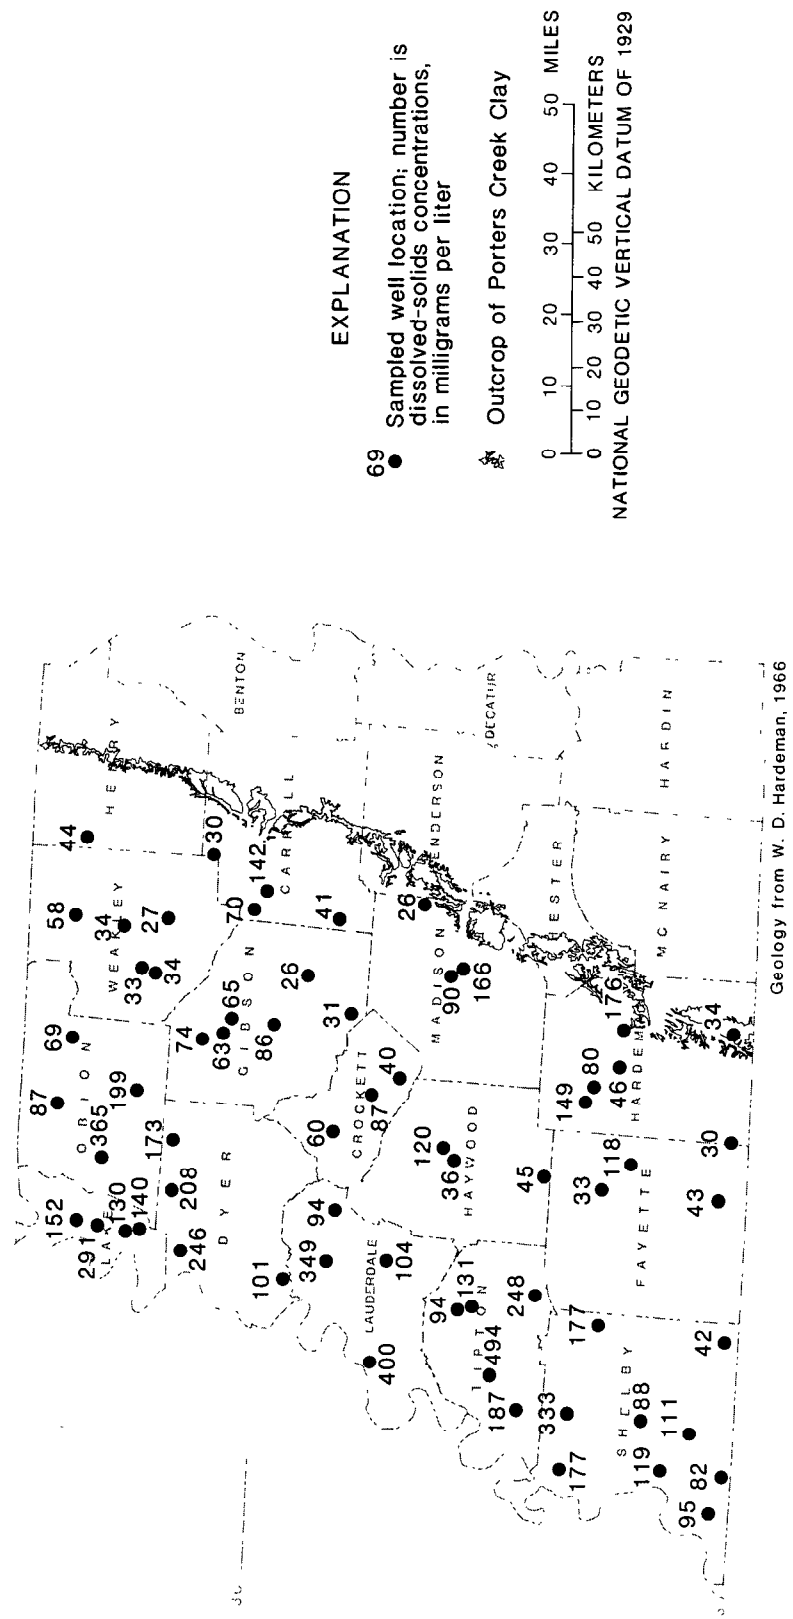 EXPLANATION
69
Sampled well location; number is
dissolved-solids concentrations,
in milligrams per liter
Outcrop of Porters Creek Clay
0 10 20 30 40 50 MILES
0 10 20 30 40 50 KILOMETERS
NATIONAL GEODETIC VERTICAL DATUM OF 1929
152
291
LAKE
130
140
87
365
OBION
199
69
58
WEAKLEY
34
33
34
27
44
HENRY
30
BENTON
173
208
246
DYER
101
74
63
65
GIBSON
86
26
31
70
142
CARROLL
41
94
349
LAUDERDALE
104
400
60
CROCKETT
87
40
MADISON
90
166
26
HENDERSON
DECATUR
120
36
HAYWOOD
45
94
131
TIPTON
494
187
248
CHESTER
149
80
46
176
HARDEMAN
34
MC NAIRY
HARDIN
33
118
FAYETTE
43
30
177
333
177
SHELBY
88
119
111
82
95
42
Geology from W. D. Hardeman, 1966